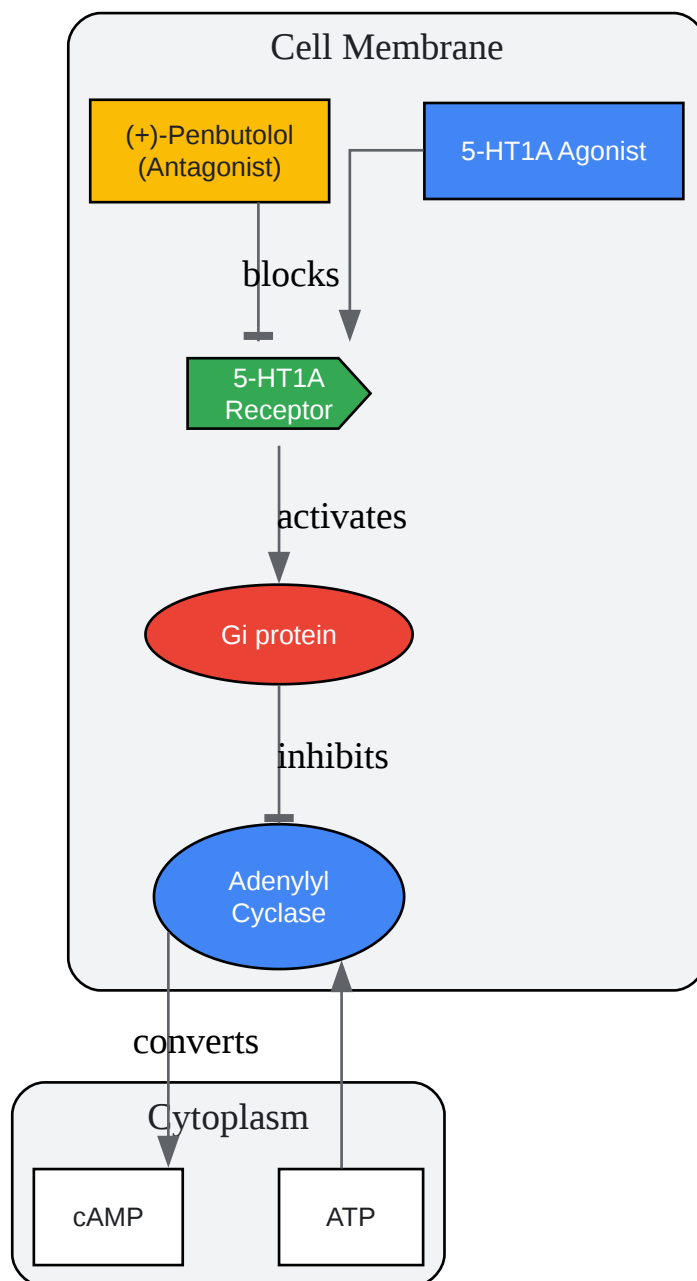 Cell Membrane
(+)-Penbutolol
(Antagonist)
5-HT1A Agonist
blocks
5-HT1A
Receptor
activates
Gi protein
inhibits
Adenylyl
Cyclase
converts
Cytoplasm
cAMP
ATP